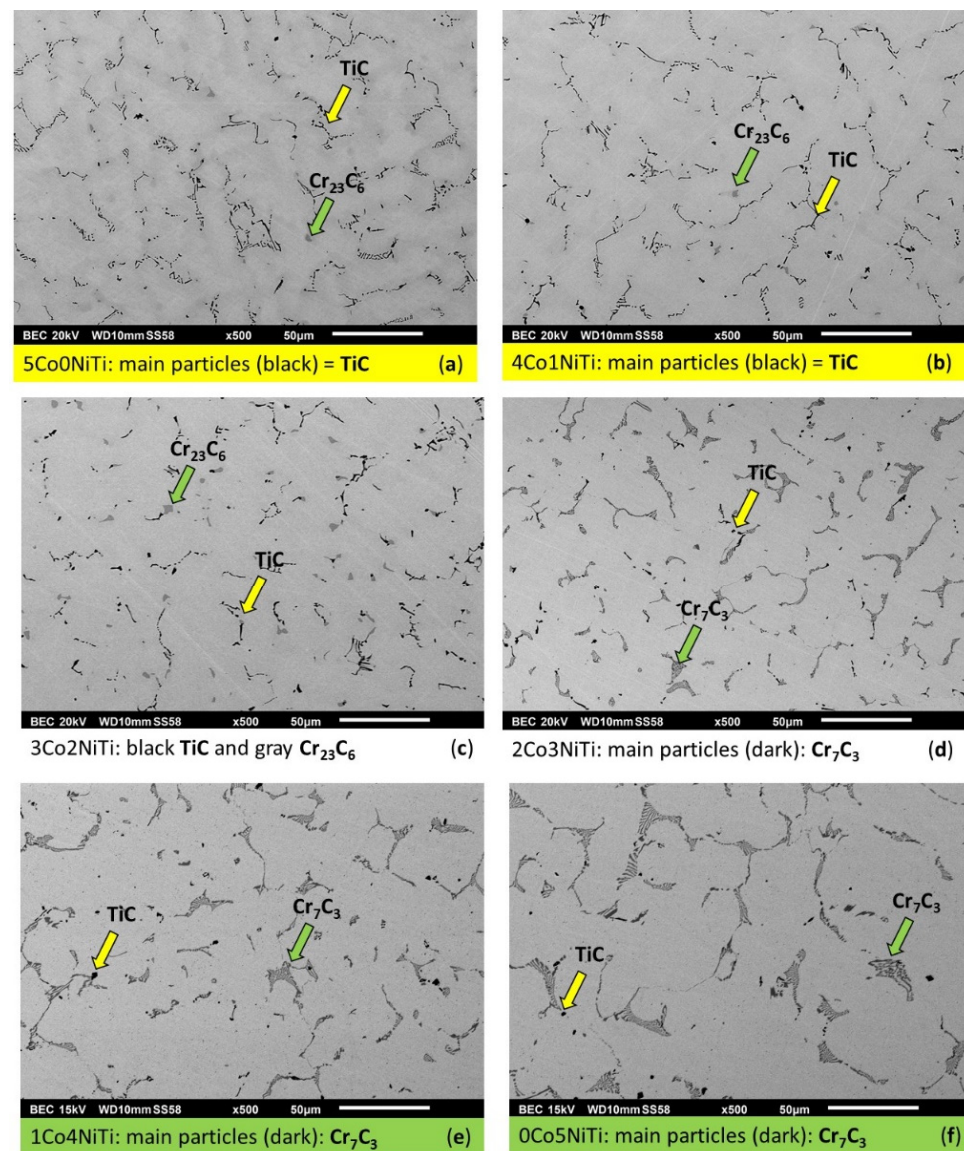 TiC
Cr₂₃C₆
BEC 20kV WD10mm SS58 x500 50µm
5Co0NiTi: main particles (black) = TiC (a)
Cr₂₃C₆
TiC
BEC 20kV WD10mm SS58 x500 50µm
4Co1NiTi: main particles (black) = TiC (b)
Cr₂₃C₆
TiC
BEC 20kV WD10mm SS58 x500 50µm
3Co2NiTi: black TiC and gray Cr₂₃C₆ (c)
TiC
Cr₇C₃
BEC 20kV WD10mm SS58 x500 50µm
2Co3NiTi: main particles (dark): Cr₇C₃ (d)
Cr₇C₃
TiC
BEC 15kV WD10mm SS58 x500 50µm
1Co4NiTi: main particles (dark): Cr₇C₃ (e)
Cr₇C₃
TiC
BEC 15kV WD10mm SS58 x500 50µm
0Co5NiTi: main particles (dark): Cr₇C₃ (f)